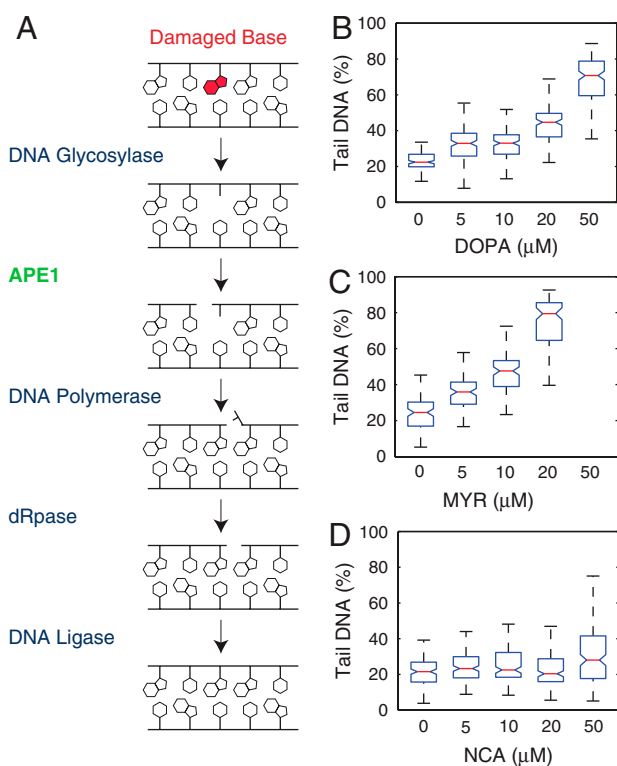 A
Damaged Base
DNA Glycosylase
APE1
DNA Polymerase
dRpase
DNA Ligase
B
Tail DNA (%)
100
80
60
40
20
0
0 5 10 20 50
DOPA (μM)
C
Tail DNA (%)
100
80
60
40
20
0
0 5 10 20 50
MYR (μM)
D
Tail DNA (%)
100
80
60
40
20
0
0 5 10 20 50
NCA (μM)